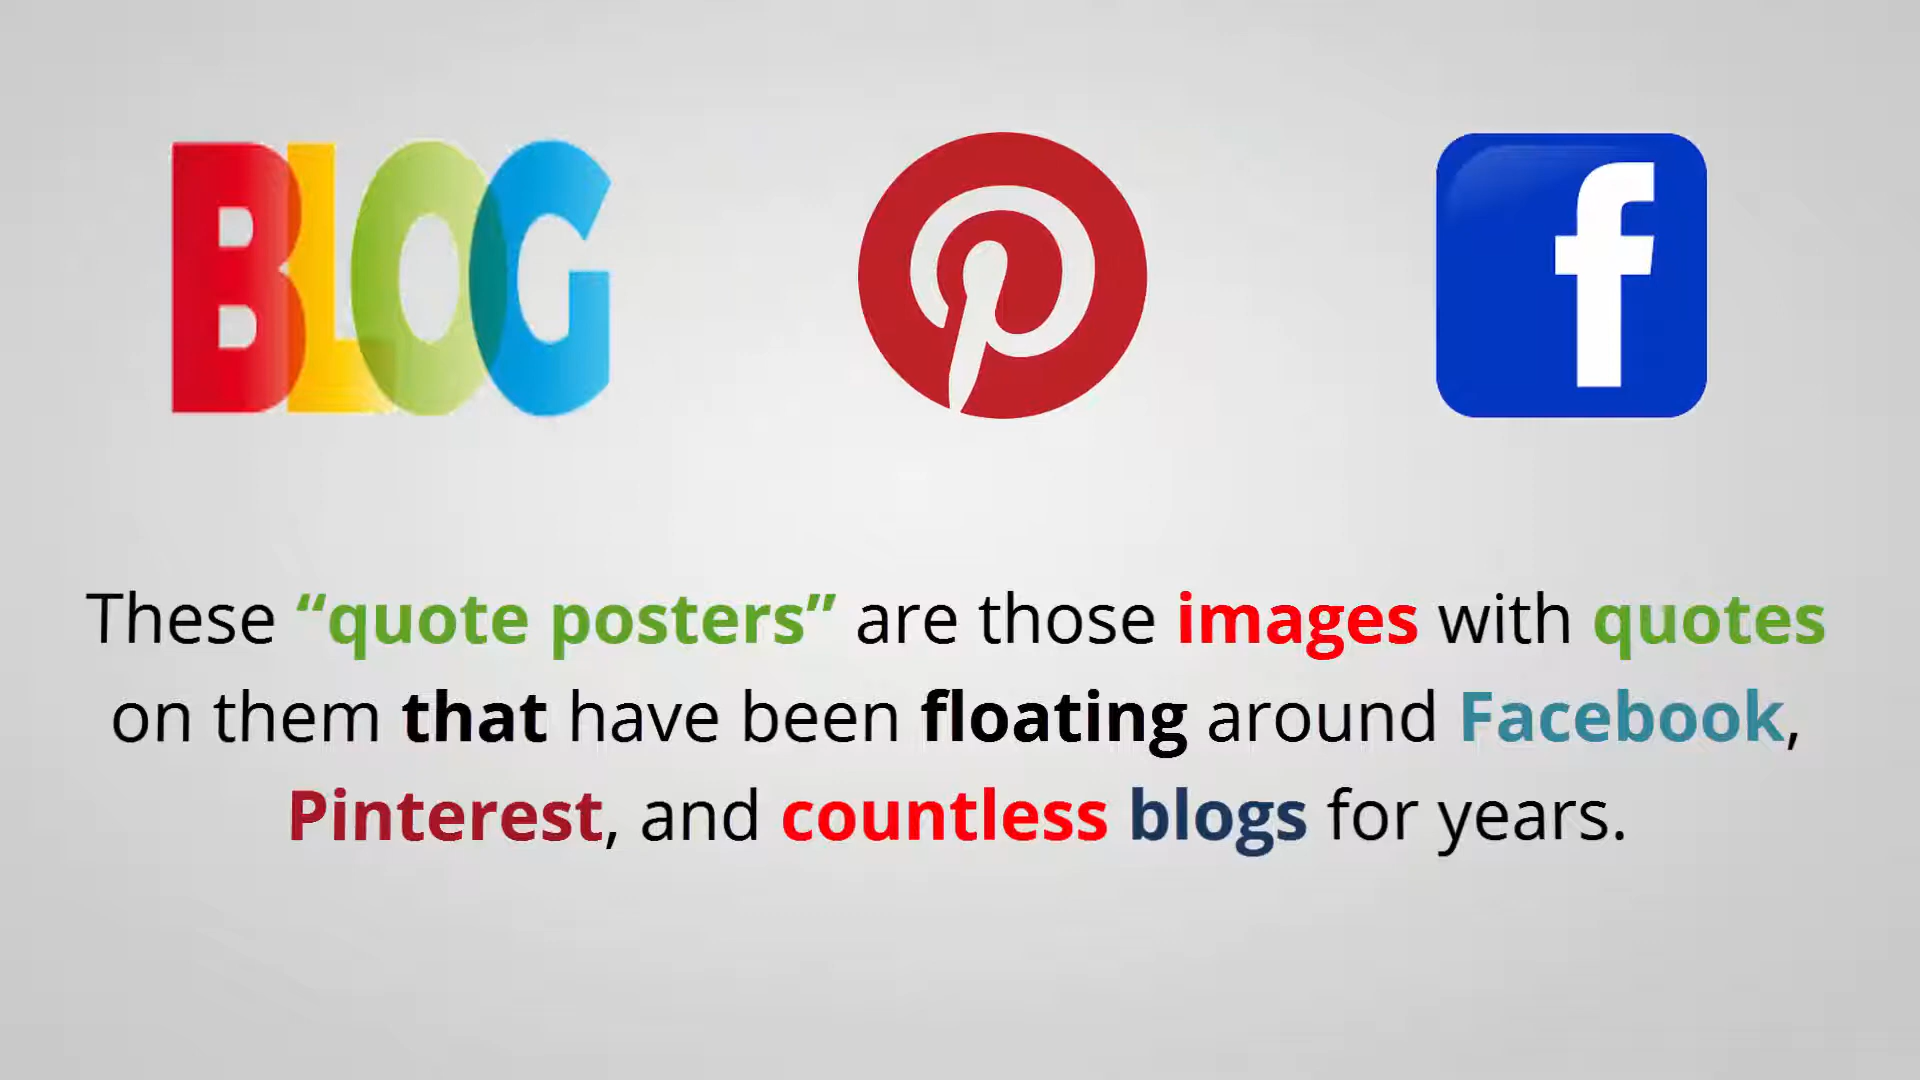 BLOG
f
These “quote posters” are those images with quotes
on them that have been floating around Facebook,
Pinterest, and countless blogs for years.